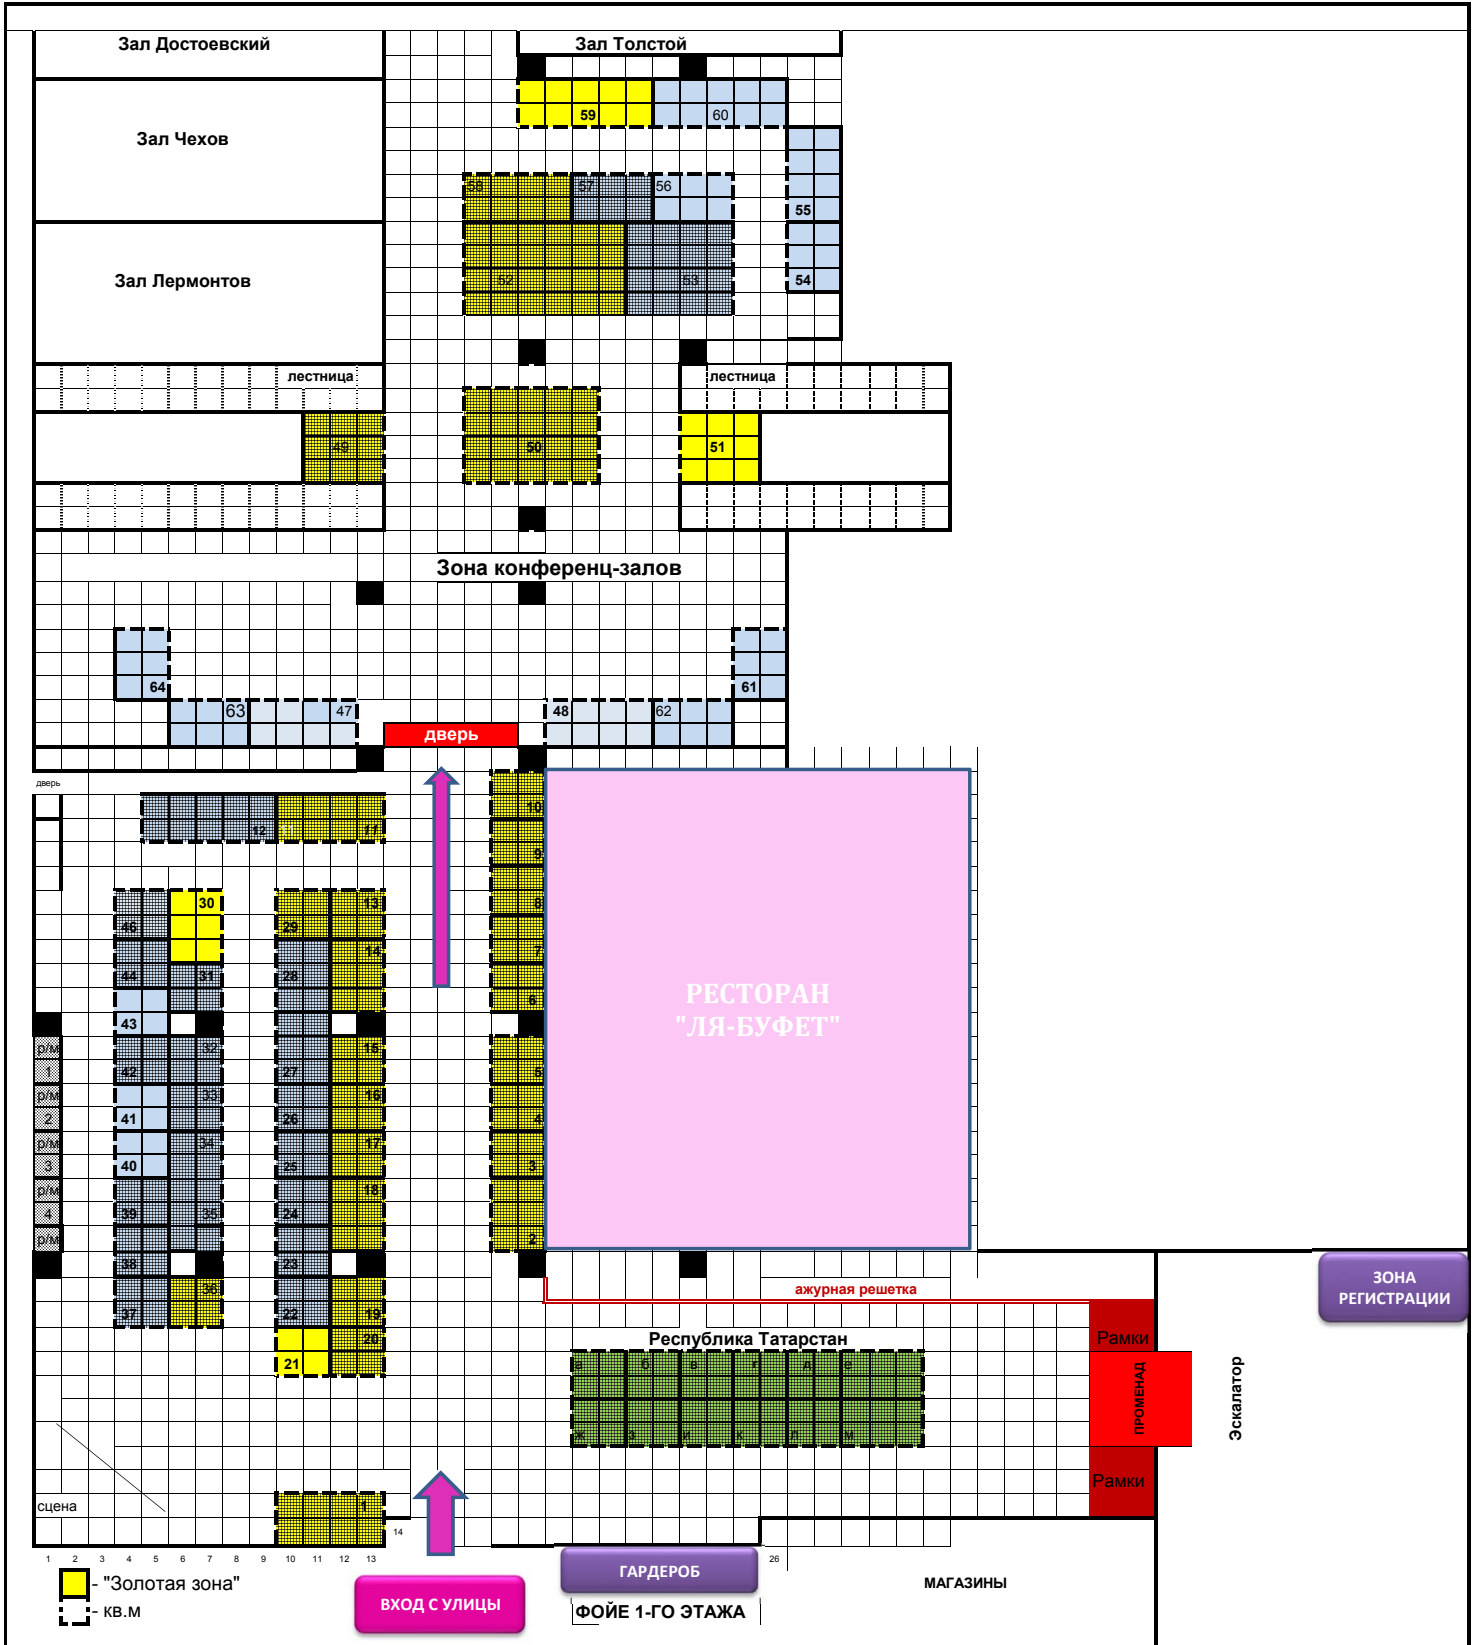 Зал Достоевский
Зал Толстой
59
60
Зал Чехов
58
57
56
55
Зал Лермонтов
52
53
54
лестница
лестница
49
50
51
Зона конференц-залов
64
61
63
47
48
62
дверь
дверь
10
12
11
9
30
13
8
46
29
14
7
44
31
28
6
РЕСТОРАН
"ЛЯ-БУФЕТ"
43
р/м
32
15
1
42
27
5
р/м
33
16
2
41
26
4
р/м
34
17
3
40
25
3
р/м
18
4
39
35
24
р/м
2
38
23
36
37
22
19
ажурная решетка
ЗОНА
РЕГИСТРАЦИИ
20
21
Республика Татарстан
Рамки
а
б
в
г
д
е
ПРОМЕНАД
Эскалатор
ж
з
и
к
л
м
Рамки
сцена
1
14
1 2 3 4 5 6 7 8 9 10 11 12 13
26
- "Золотая зона"
- кв.м
ВХОД С УЛИЦЫ
ГАРДЕРОБ
ФОЙЕ 1-ГО ЭТАЖА
МАГАЗИНЫ